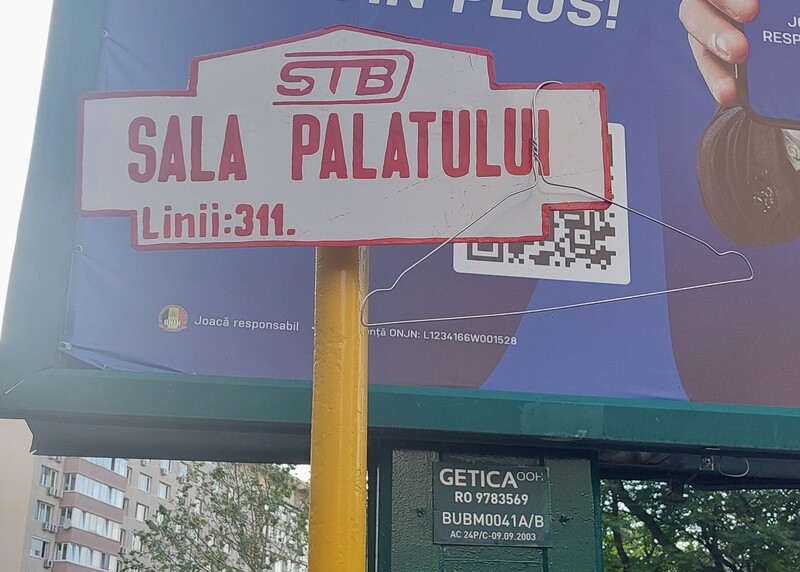 PLUS!
STB
SALA PALATULUI
Linii:311.
Joacă responsabil
ONJN: L1234166W001528
GETICA OOH
RO 9783569
BUBM0041A/B
AC 24P/C-09.09.2003